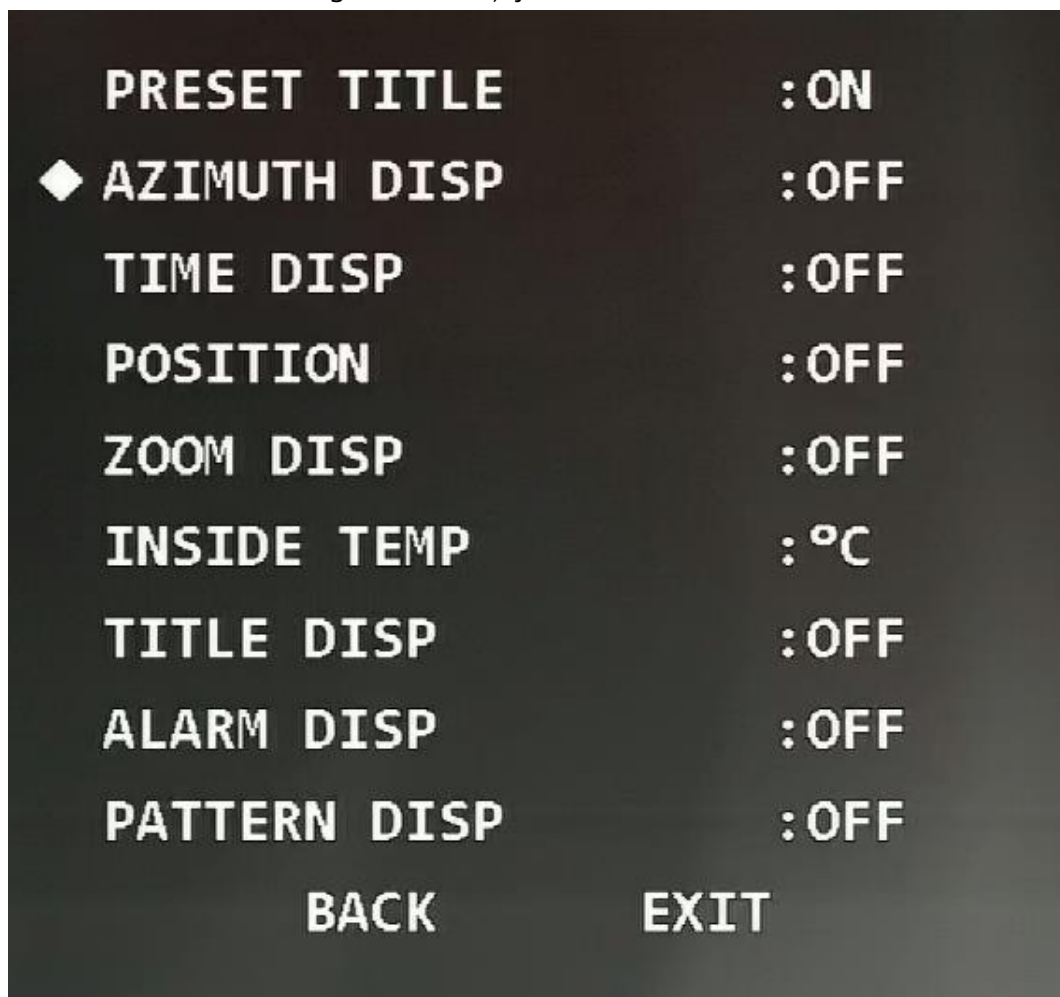 PRESET TITLE :ON
◆ AZIMUTH DISP :OFF
TIME DISP :OFF
POSITION :OFF
ZOOM DISP :OFF
INSIDE TEMP :°C
TITLE DISP :OFF
ALARM DISP :OFF
PATTERN DISP :OFF
BACK EXIT